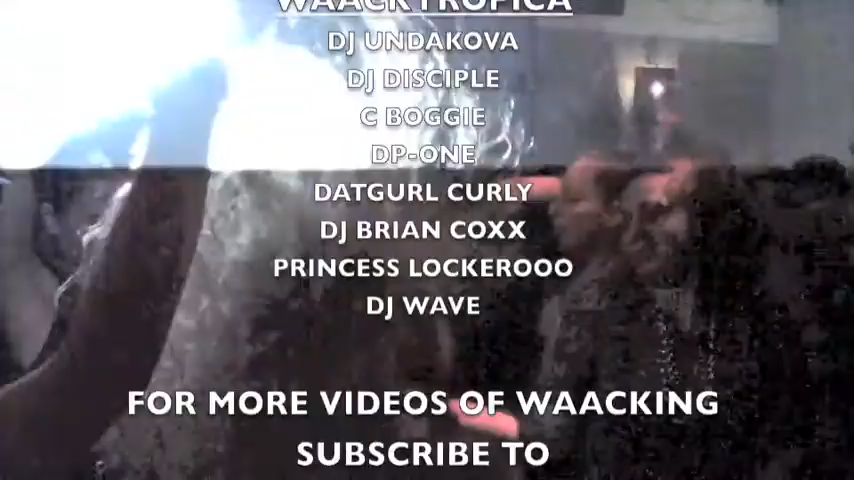 WAACKTROPICA
DJ UNDAKOVA
DJ DISCIPLE
C BOGGIE
DP-ONE
DATGURL CURLY
DJ BRIAN COXX
PRINCESS LOCKEROOO
DJ WAVE
FOR MORE VIDEOS OF WAACKING
SUBSCRIBE TO